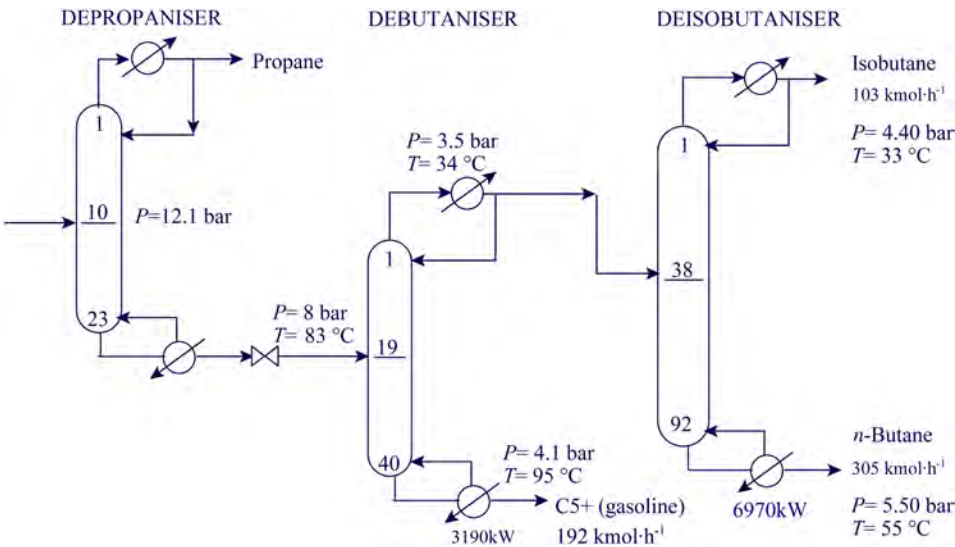 DEPROPANISER
1
10
23
P=12.1 bar
Propane
P= 8 bar
T= 83 °C
DEBUTANISER
P= 3.5 bar
T= 34 °C
1
19
40
P= 4.1 bar
T= 95 °C
C5+ (gasoline)
3190kW
192 kmol·h⁻¹
DEISOBUTANISER
1
38
92
Isobutane
103 kmol·h⁻¹
P= 4.40 bar
T= 33 °C
n-Butane
305 kmol·h⁻¹
6970kW
P= 5.50 bar
T= 55 °C